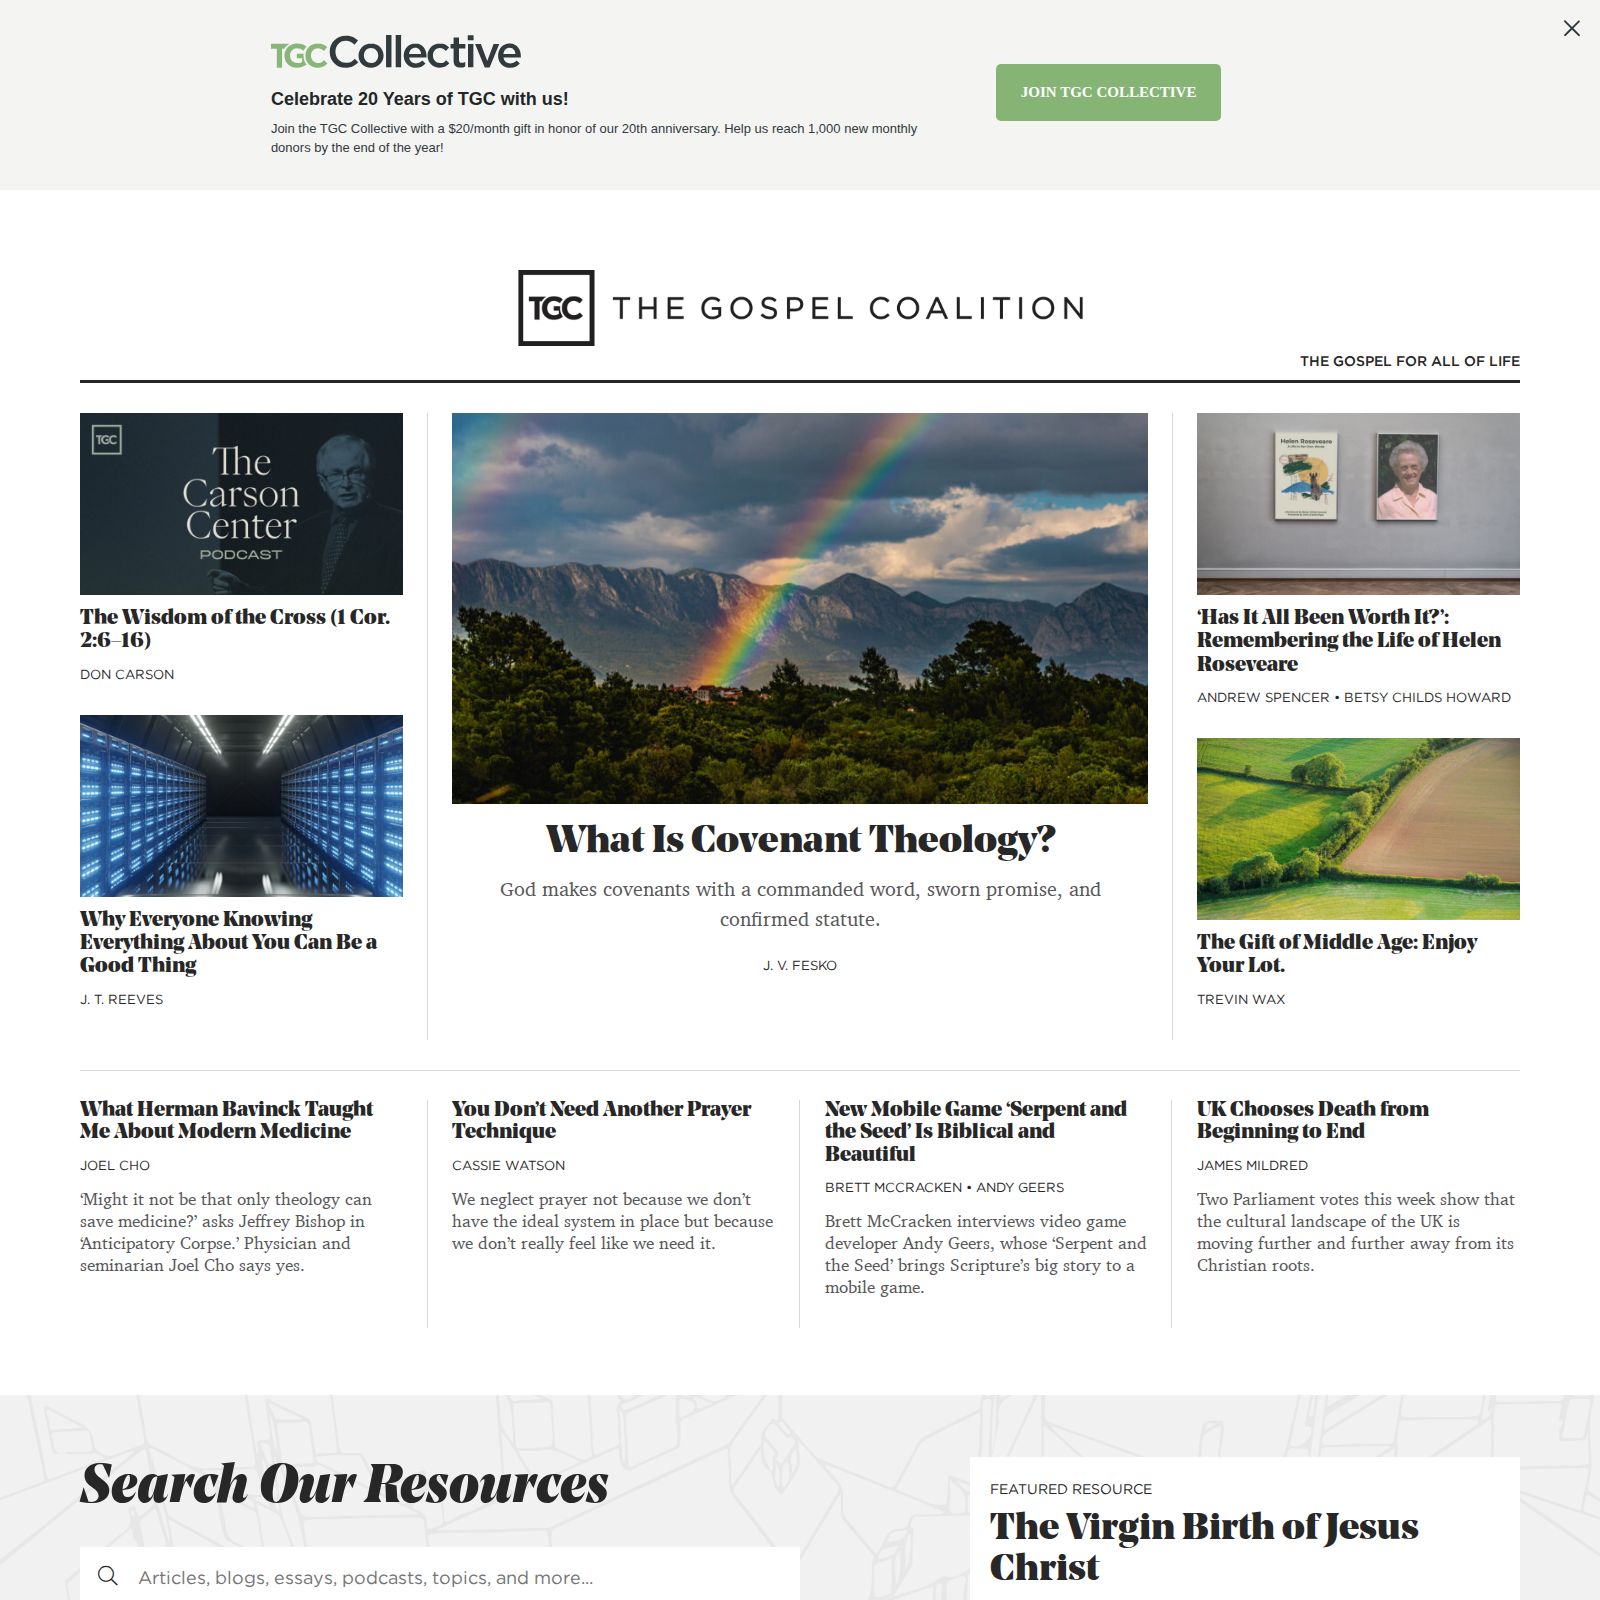 TGC Collective
Celebrate 20 Years of TGC with us!
Join the TGC Collective with a $20/month gift in honor of our 20th anniversary. Help us reach 1,000 new monthly
donors by the end of the year!
JOIN TGC COLLECTIVE
TGC THE GOSPEL COALITION
THE GOSPEL FOR ALL OF LIFE
TGC
The
Carson
Center
PODCAST
The Wisdom of the Cross (1 Cor.
2:6–16)
DON CARSON
Why Everyone Knowing
Everything About You Can Be a
Good Thing
J. T. REEVES
What Is Covenant Theology?
God makes covenants with a commanded word, sworn promise, and
confirmed statute.
J. V. FESKO
Helen Roseveare
‘Has It All Been Worth It?’:
Remembering the Life of Helen
Roseveare
ANDREW SPENCER • BETSY CHILDS HOWARD
The Gift of Middle Age: Enjoy
Your Lot.
TREVIN WAX
What Herman Bavinck Taught
Me About Modern Medicine
JOEL CHO
‘Might it not be that only theology can
save medicine?’ asks Jeffrey Bishop in
‘Anticipatory Corpse.’ Physician and
seminarian Joel Cho says yes.
You Don’t Need Another Prayer
Technique
CASSIE WATSON
We neglect prayer not because we don’t
have the ideal system in place but because
we don’t really feel like we need it.
New Mobile Game ‘Serpent and
the Seed’ Is Biblical and
Beautiful
BRETT MCCRACKEN • ANDY GEERS
Brett McCracken interviews video game
developer Andy Geers, whose ‘Serpent and
the Seed’ brings Scripture’s big story to a
mobile game.
UK Chooses Death from
Beginning to End
JAMES MILDRED
Two Parliament votes this week show that
the cultural landscape of the UK is
moving further and further away from its
Christian roots.
Search Our Resources
Articles, blogs, essays, podcasts, topics, and more...
FEATURED RESOURCE
The Virgin Birth of Jesus
Christ